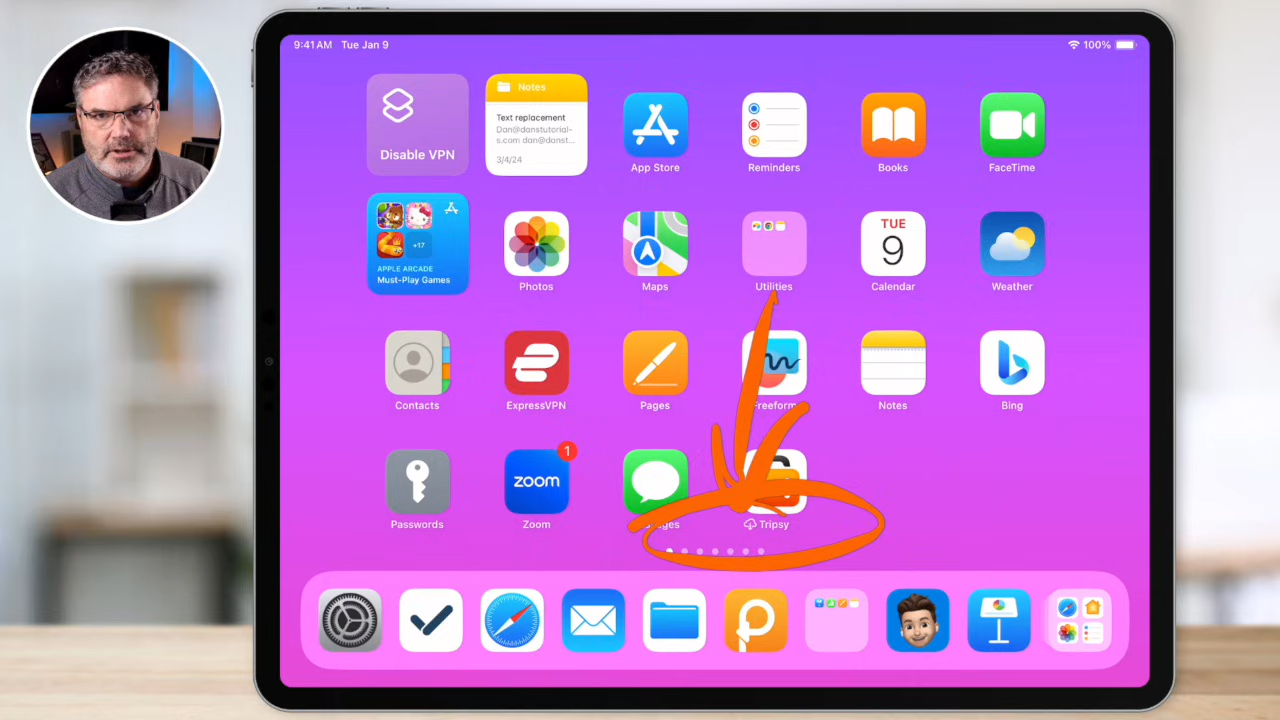 9:41 AM Tue Jan 9
100%
Disable VPN
Notes
Text replacement
Dan@danstutorial-
s.com dan@danst...
3/4/24
App Store
Reminders
Books
FaceTime
+17
APPLE ARCADE
Must-Play Games
Photos
Maps
Utilities
TUE
9
Calendar
Weather
Contacts
ExpressVPN
Pages
Freeform
Notes
Bing
Passwords
zoom
1
Zoom
Tripsy